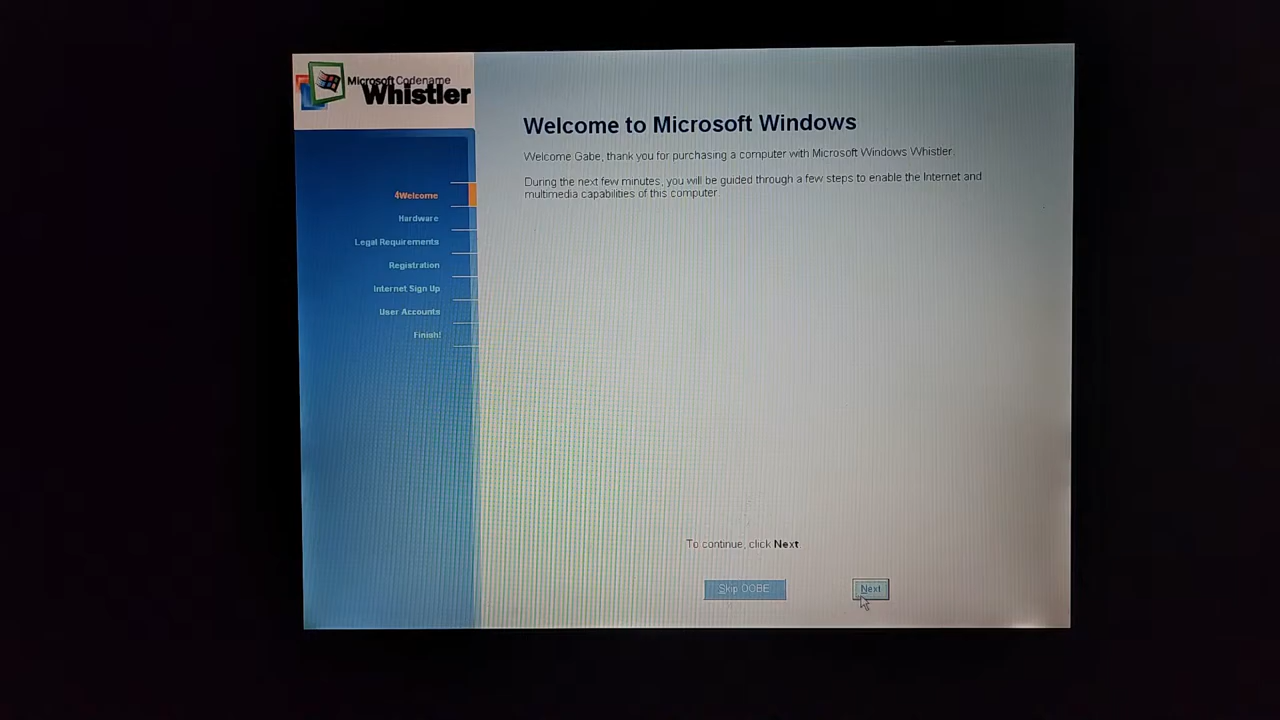 Microsoft Codename
Whistler
Welcome to Microsoft Windows
Welcome Gabe, thank you for purchasing a computer with Microsoft Windows Whistler.
During the next few minutes, you will be guided through a few steps to enable the Internet and
multimedia capabilities of this computer.
4Welcome
Hardware
Legal Requirements
Registration
Internet Sign Up
User Accounts
Finish!
To continue, click Next
Skip OOBE
Next